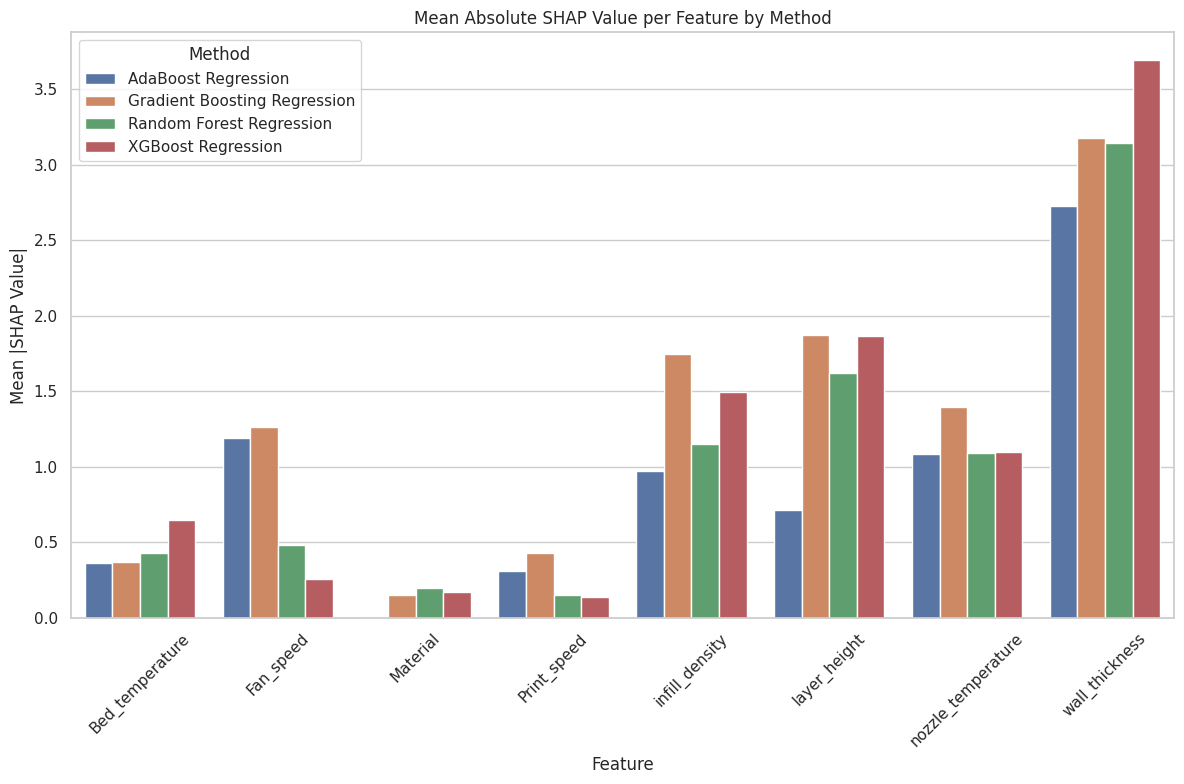 Mean Absolute SHAP Value per Feature by Method
Method
AdaBoost Regression
Gradient Boosting Regression
Random Forest Regression
XGBoost Regression
Mean |SHAP Value|
3.5
3.0
2.5
2.0
1.5
1.0
0.5
0.0
Bed_temperature
Fan_speed
Material
Print_speed
infill_density
layer_height
nozzle_temperature
wall_thickness
Feature